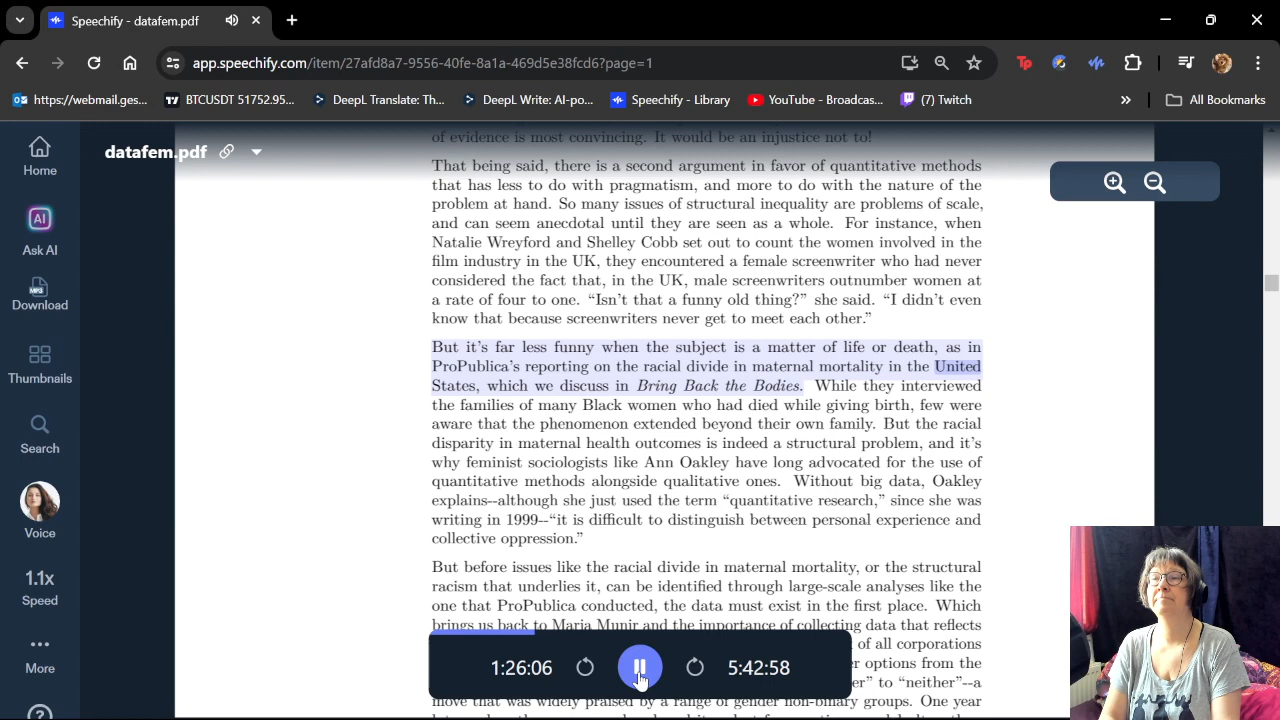 Speechify - datafem.pdf
app.speechify.com/item/2fafd8a7-9556-40fe-8a1a-469d5e38fcd6?page=1
https://webmail.ges...
BTCUSDT 51752.95...
DeepL Translate: Th...
DeepL Write: AI-po...
Speechify - Library
YouTube - Broadcas...
(7) Twitch
All Bookmarks
Home
Ask AI
Download
Thumbnails
Search
Voice
1.1x
Speed
More
datafem.pdf
of evidence is most convincing. It would be an injustice not to!
That being said, there is a second argument in favor of quantitative methods
that has less to do with pragmatism, and more to do with the nature of the
problem at hand. So many issues of structural inequality are problems of scale,
and can seem anecdotal until they are seen as a whole. For instance, when
Natalie Wreyford and Shelley Cobb set out to count the women involved in the
film industry in the UK, they encountered a female screenwriter who had never
considered the fact that, in the UK, male screenwriters outnumber women at
a rate of four to one. “Isn’t that a funny old thing?” she said. “I didn’t even
know that because screenwriters never get to meet each other.”
But it’s far less funny when the subject is a matter of life or death, as in
ProPublica’s reporting on the racial divide in maternal mortality in the United
States, which we discuss in Bring Back the Bodies. While they interviewed
the families of many Black women who had died while giving birth, few were
aware that the phenomenon extended beyond their own family. But the racial
disparity in maternal health outcomes is indeed a structural problem, and it’s
why feminist sociologists like Ann Oakley have long advocated for the use of
quantitative methods alongside qualitative ones. Without big data, Oakley
explains--although she just used the term “quantitative research,” since she was
writing in 1999--“it is difficult to distinguish between personal experience and
collective oppression.”
But before issues like the racial divide in maternal mortality, or the structural
racism that underlies it, can be identified through large-scale analyses like the
one that ProPublica conducted, the data must exist in the first place. Which
brings us back to Maria Munir and the importance of collecting data that reflects
of all corporations
options from the
to “neither”--a
move that was widely praised by a range of gender non-binary groups. One year
1:26:06
5:42:58